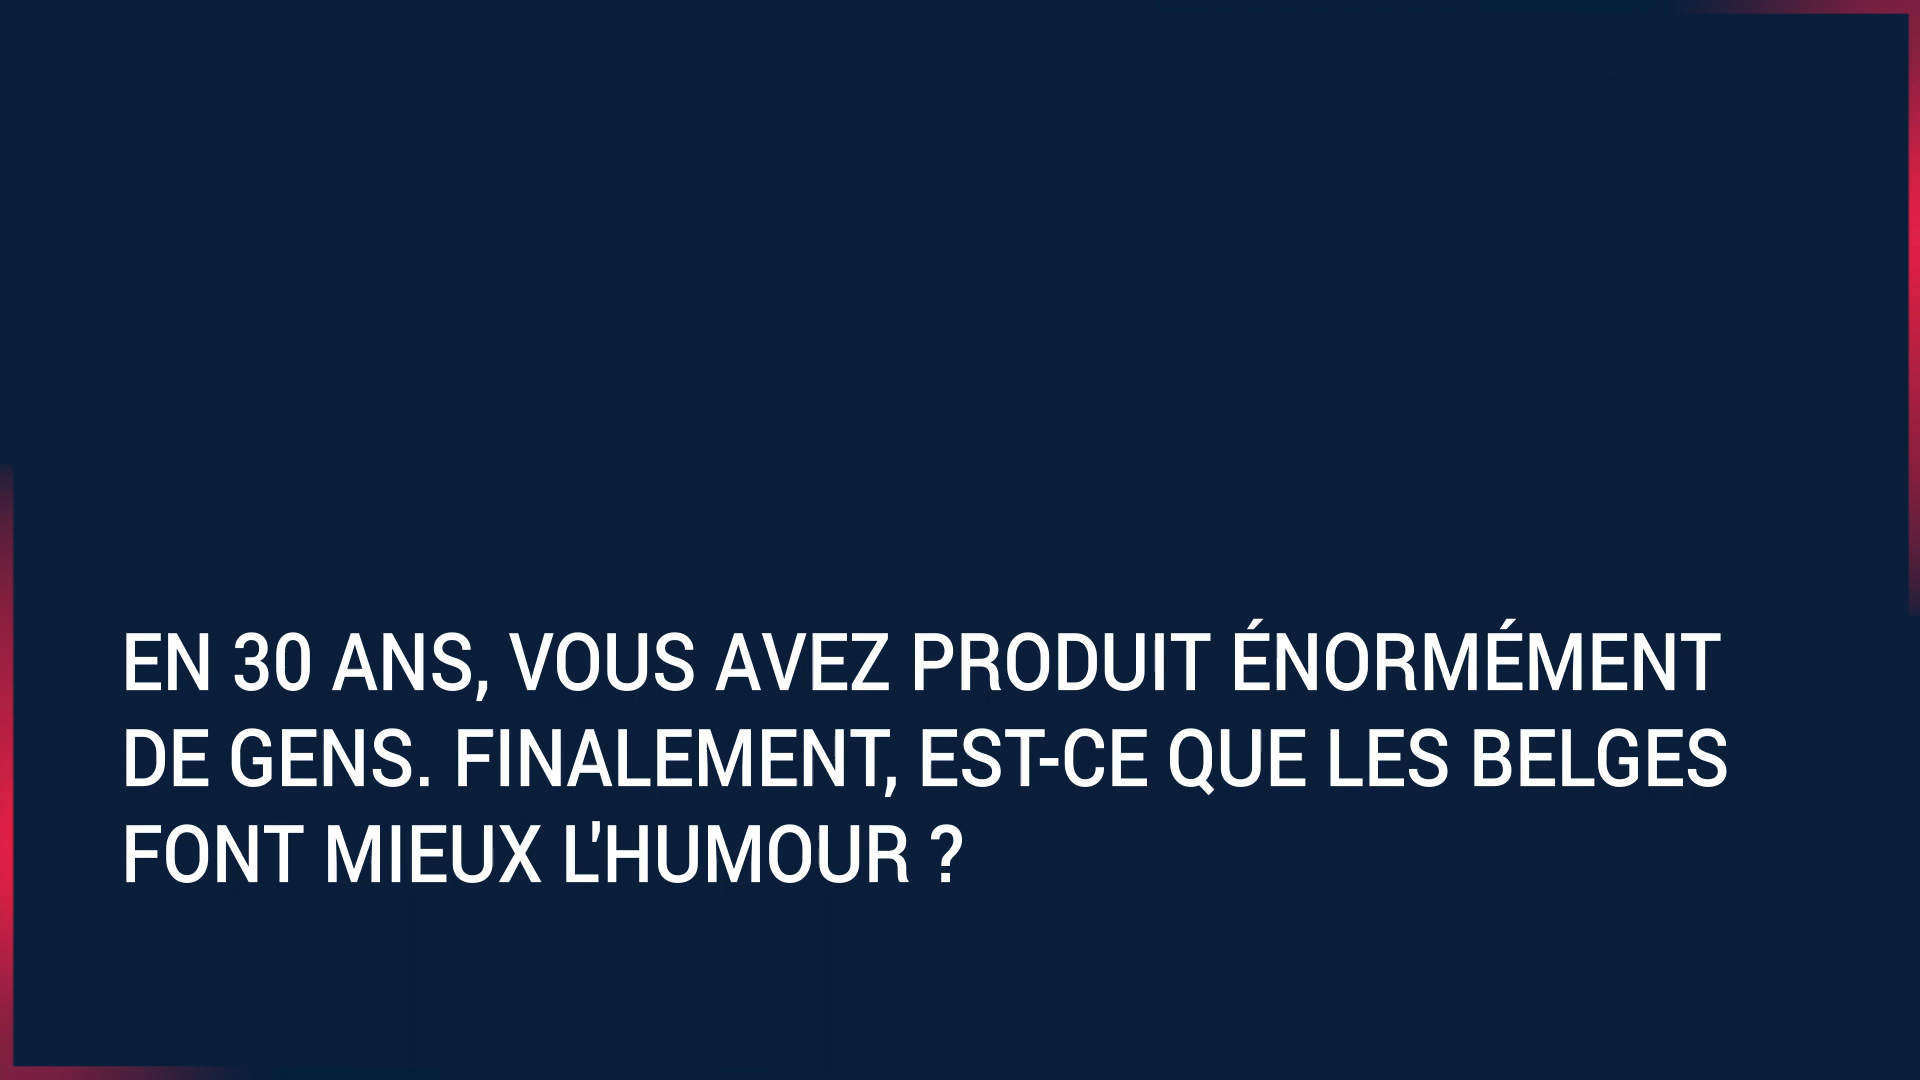 EN 30 ANS, VOUS AVEZ PRODUIT ÉNORMÉMENT
DE GENS. FINALEMENT, EST-CE QUE LES BELGES
FONT MIEUX L'HUMOUR ?